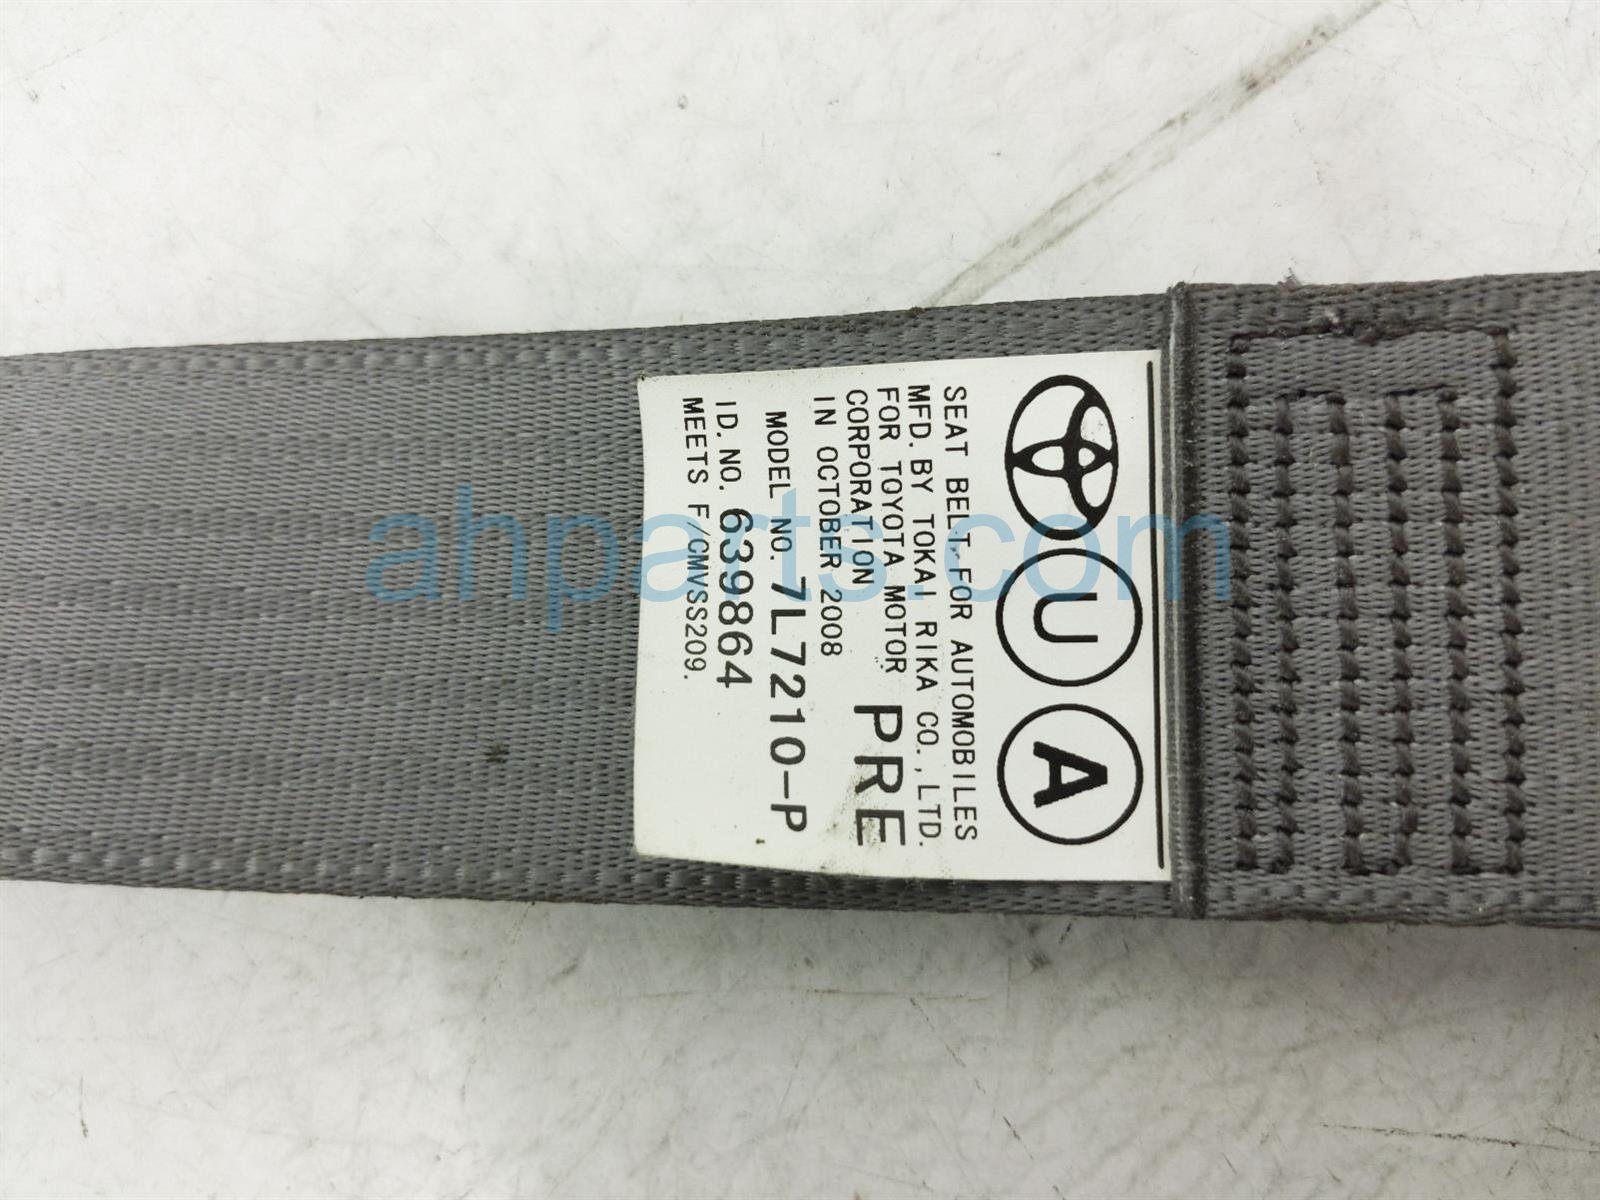 U A
SEAT BELT FOR AUTOMOBILES
MFD. BY TOKAI RIKA CO.,LTD.
FOR TOYOTA MOTOR
CORPORATION PRE
IN OCTOBER 2008
MODEL NO. 7L7210-P
ID. NO. 639864
MEETS F/CMVSS209.
ahparts.com